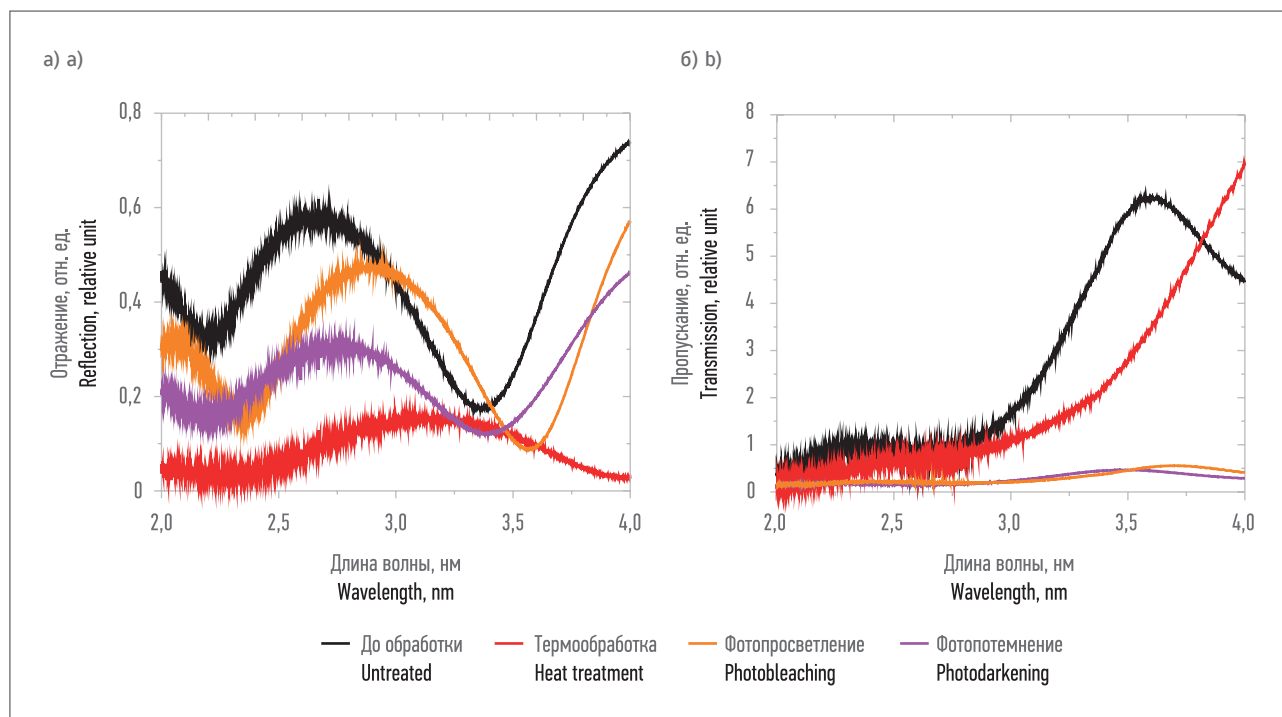 а) a)
0,8
0,6
0,4
0,2
0
Отражение, отн. ед.
Reflection, relative unit
2,0 2,5 3,0 3,5 4,0
Длина волны, нм
Wavelength, nm
б) b)
8
7
6
5
4
3
2
1
0
Пропускание, отн. ед.
Transmission, relative unit
2,0 2,5 3,0 3,5 4,0
Длина волны, нм
Wavelength, nm
До обработки
Untreated
Термообработка
Heat treatment
Фотопросветление
Photobleaching
Фотопотемнение
Photodarkening